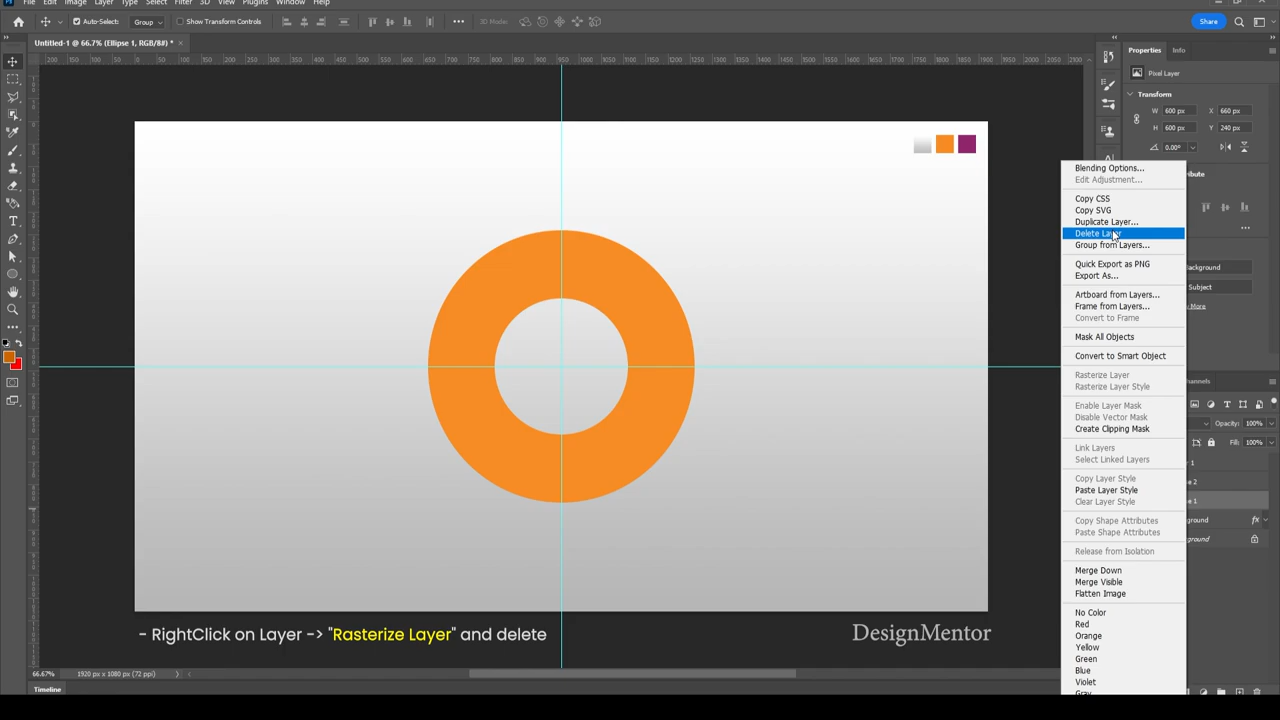 File Edit Image Layer Type Select Filter 3D View Plugins Window Help
Auto-Select: Group Show Transform Controls 3D Mode: Share
Untitled-1 @ 66.7% (Ellipse 1, RGB/8#) *
Properties Info
Pixel Layer
Transform
W 600 px X 660 px
H 600 px Y 240 px
0.00°
Blending Options...
Edit Adjustment...
Copy CSS
Copy SVG
Duplicate Layer...
Delete Layer
Group from Layers...
Quick Export as PNG
Export As...
Artboard from Layers...
Frame from Layers...
Convert to Frame
Mask All Objects
Convert to Smart Object
Rasterize Layer
Rasterize Layer Style
Enable Layer Mask
Disable Vector Mask
Create Clipping Mask
Link Layers
Select Linked Layers
Copy Layer Style
Paste Layer Style
Clear Layer Style
Copy Shape Attributes
Paste Shape Attributes
Release from Isolation
Merge Down
Merge Visible
Flatten Image
No Color
Red
Orange
Yellow
Green
Blue
Violet
Gray
Subject
Opacity: 100%
Fill: 100%
- RightClick on Layer -> "Rasterize Layer" and delete
DesignMentor
66.67% 1920 px x 1080 px (72 ppi)
Timeline